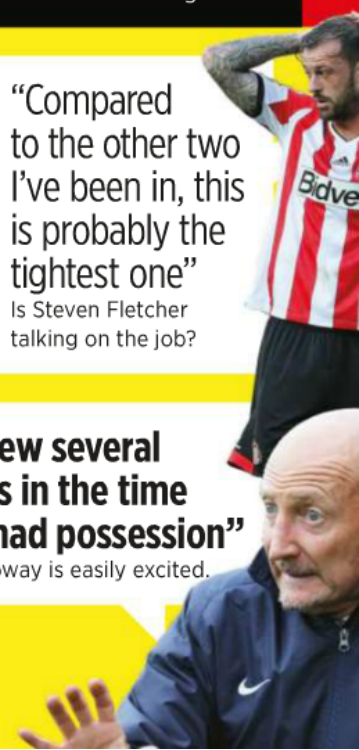 “Compared
to the other two
I’ve been in, this
is probably the
tightest one”
Is Steven Fletcher
talking on the job?
Bidve
ew several
s in the time
had possession”
way is easily excited.